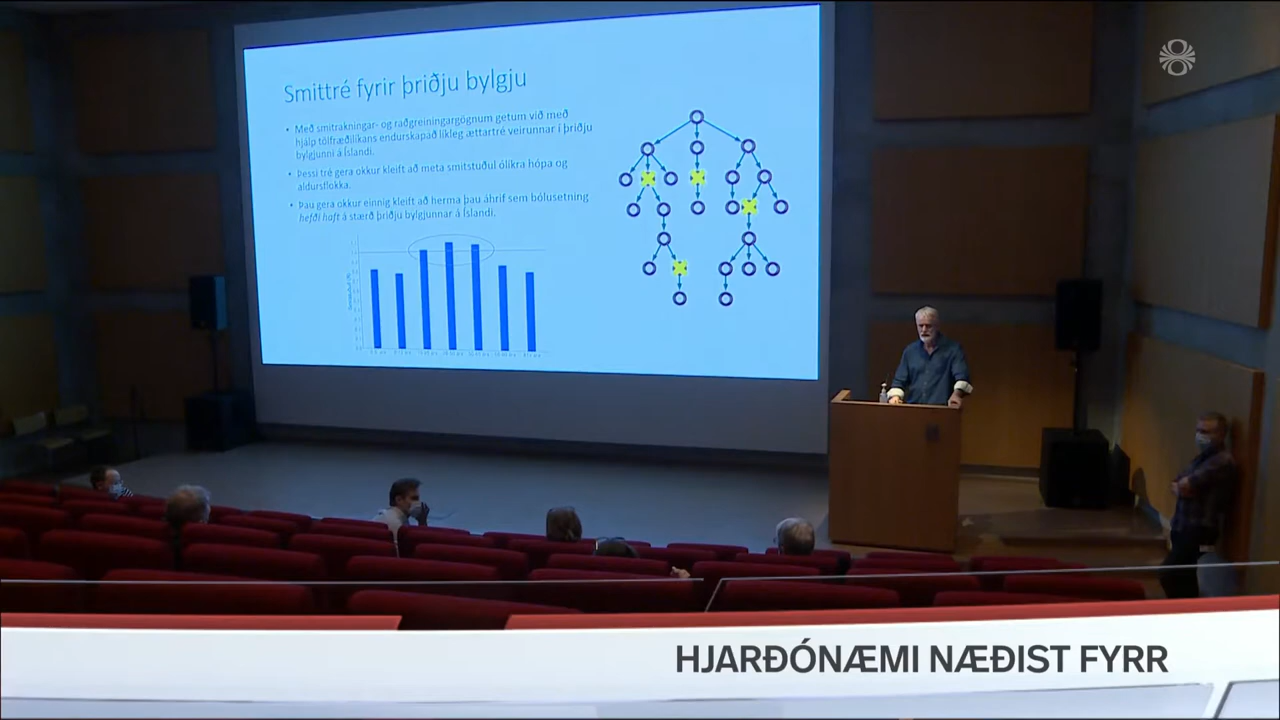 Smittré fyrir þriðju bylgju
• Með smitrakningar- og raðgreiningargögnum getum við með
hjálp tölfræðilíkans endurskapað líkleg ættartré veirunnar í þriðju
bylgjunni á Íslandi.
• Þessi tré gera okkur kleift að meta smitstuðul ólíkra hópa og
aldursflokka.
• Þau gera okkur einnig kleift að herma þau áhrif sem bólusetning
hefði haft á stærð þriðju bylgjunnar á Íslandi.
HJARÐÓNÆMI NÆÐIST FYRR